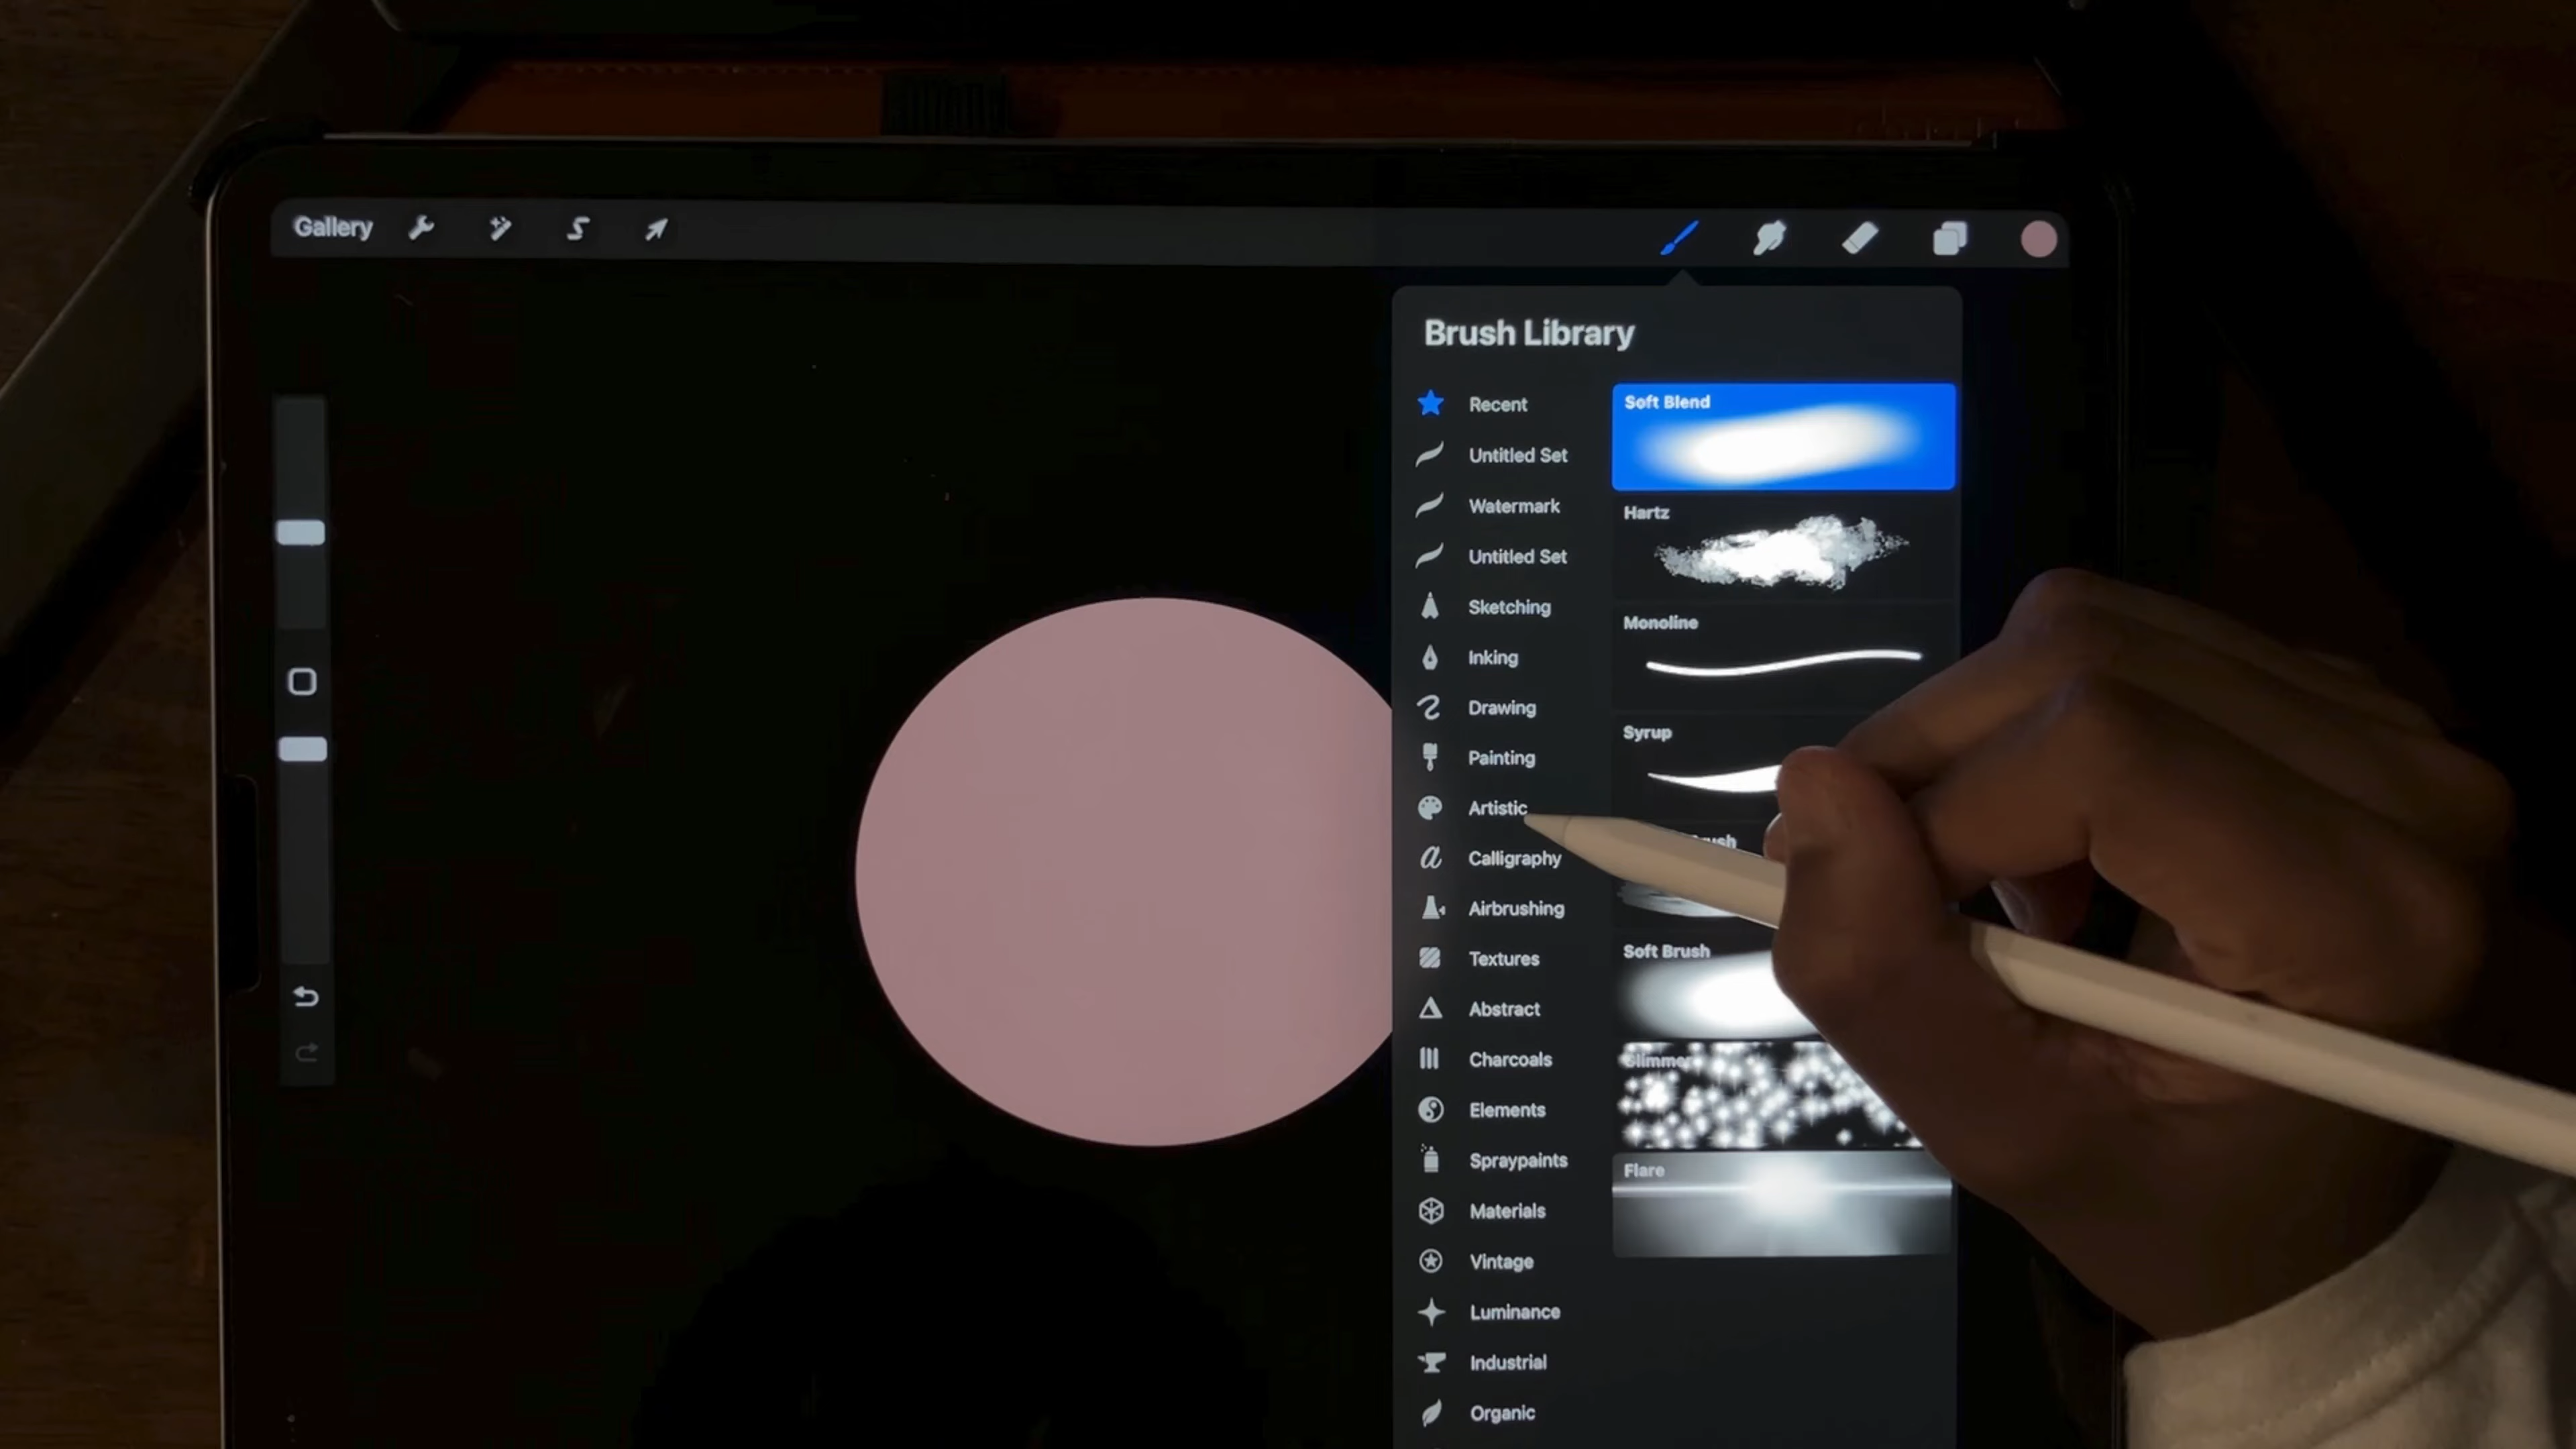 Gallery
Brush Library
Recent
Untitled Set
Watermark
Untitled Set
Sketching
Inking
Drawing
Painting
Artistic
Calligraphy
Airbrushing
Textures
Abstract
Charcoals
Elements
Spraypaints
Materials
Vintage
Luminance
Industrial
Organic
Soft Blend
Hartz
Monoline
Syrup
Soft Brush
Glimmer
Flare